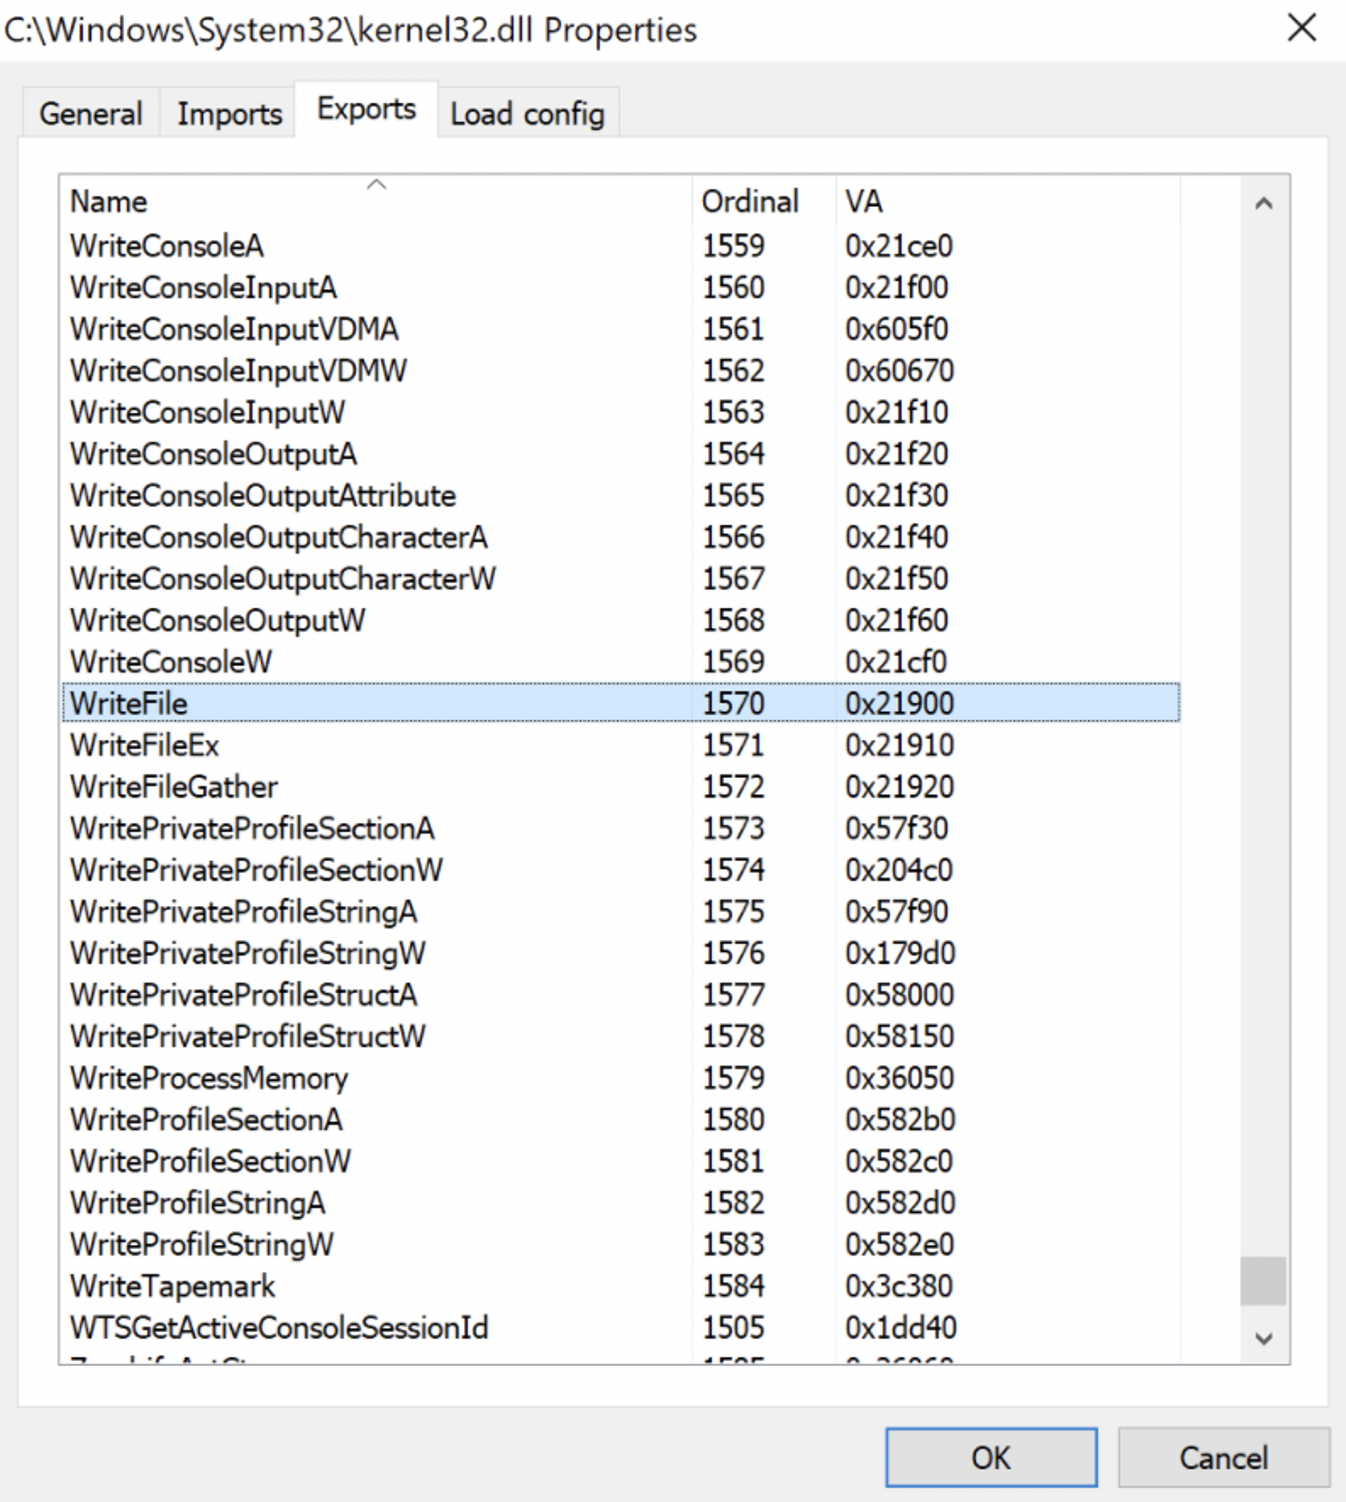 C:\Windows\System32\kernel32.dll Properties
General Imports Exports Load config
Name Ordinal VA
WriteConsoleA 1559 0x21ce0
WriteConsoleInputA 1560 0x21f00
WriteConsoleInputVDMA 1561 0x605f0
WriteConsoleInputVDMW 1562 0x60670
WriteConsoleInputW 1563 0x21f10
WriteConsoleOutputA 1564 0x21f20
WriteConsoleOutputAttribute 1565 0x21f30
WriteConsoleOutputCharacterA 1566 0x21f40
WriteConsoleOutputCharacterW 1567 0x21f50
WriteConsoleOutputW 1568 0x21f60
WriteConsoleW 1569 0x21cf0
WriteFile 1570 0x21900
WriteFileEx 1571 0x21910
WriteFileGather 1572 0x21920
WritePrivateProfileSectionA 1573 0x57f30
WritePrivateProfileSectionW 1574 0x204c0
WritePrivateProfileStringA 1575 0x57f90
WritePrivateProfileStringW 1576 0x179d0
WritePrivateProfileStructA 1577 0x58000
WritePrivateProfileStructW 1578 0x58150
WriteProcessMemory 1579 0x36050
WriteProfileSectionA 1580 0x582b0
WriteProfileSectionW 1581 0x582c0
WriteProfileStringA 1582 0x582d0
WriteProfileStringW 1583 0x582e0
WriteTapemark 1584 0x3c380
WTSGetActiveConsoleSessionId 1505 0x1dd40
OK Cancel